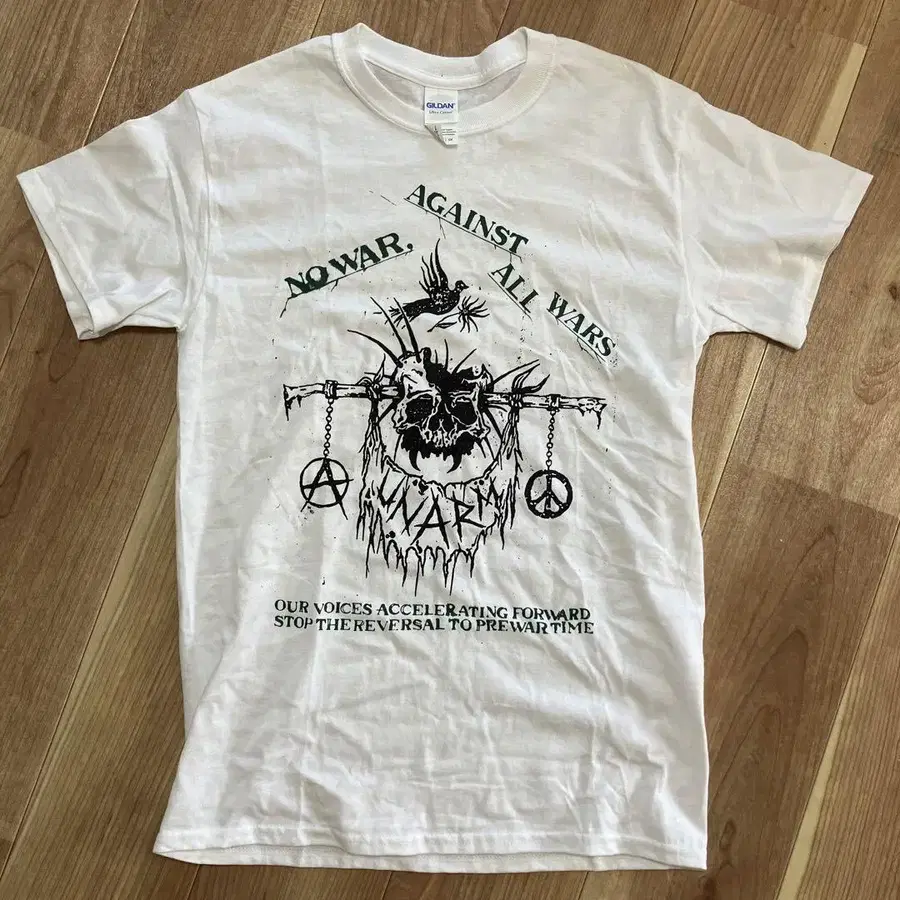 GILDAN
NO WAR,
AGAINST
ALL WARS
UNARM
OUR VOICES ACCELERATING FORWARD
STOP THE REVERSAL TO PREWAR TIME